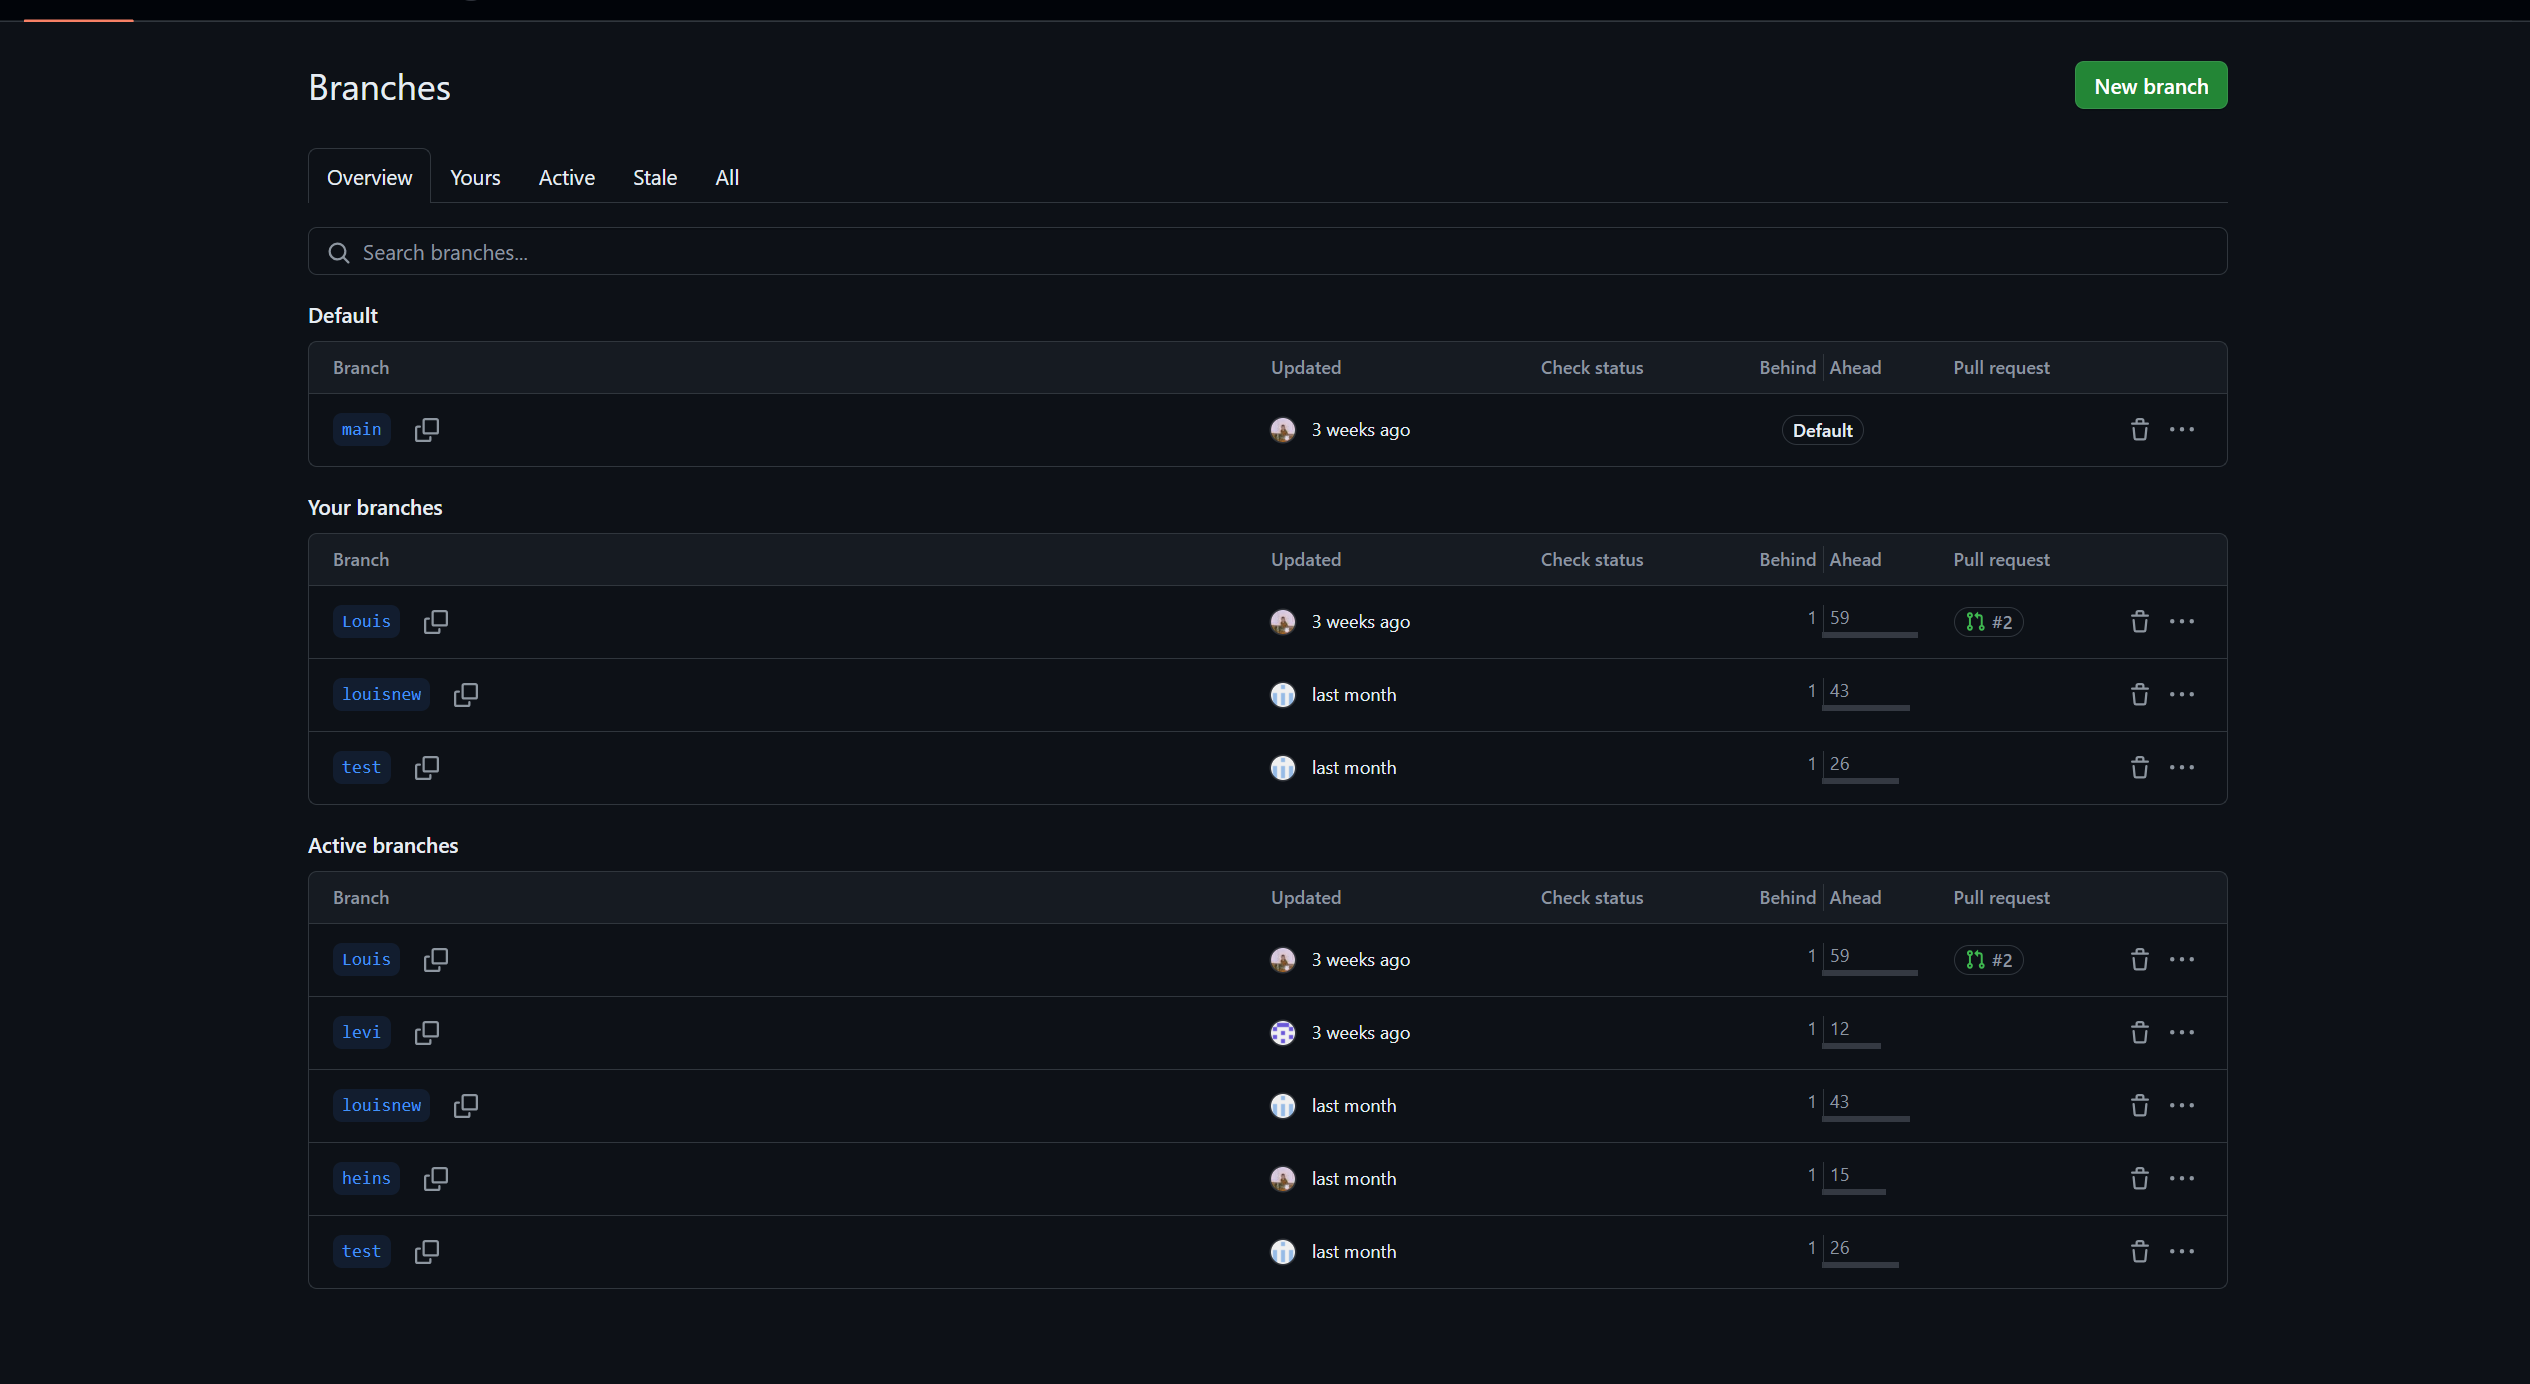 Branches
New branch
Overview Yours Active Stale All
Search branches...
Default
Branch Updated Check status Behind Ahead Pull request
main 3 weeks ago Default
Your branches
Branch Updated Check status Behind Ahead Pull request
Louis 3 weeks ago 1 59 #2
louisnew last month 1 43
test last month 1 26
Active branches
Branch Updated Check status Behind Ahead Pull request
Louis 3 weeks ago 1 59 #2
levi 3 weeks ago 1 12
louisnew last month 1 43
heins last month 1 15
test last month 1 26